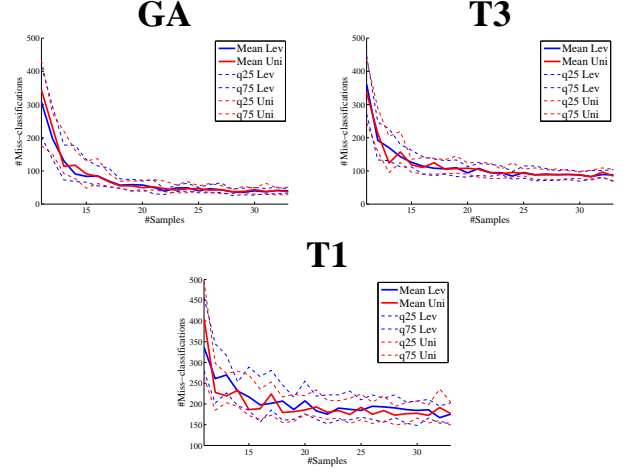 GA
500
400
300
200
100
0
15
20
25
30
#Samples
#Miss-classifications
Mean Lev
Mean Uni
q25 Lev
q75 Lev
q25 Uni
q75 Uni
T3
500
400
300
200
100
0
15
20
25
30
#Samples
#Miss-classifications
Mean Lev
Mean Uni
q25 Lev
q75 Lev
q25 Uni
q75 Uni
T1
500
450
400
350
300
250
200
150
100
15
20
25
30
#Samples
#Miss-classifications
Mean Lev
Mean Uni
q25 Lev
q75 Lev
q25 Uni
q75 Uni